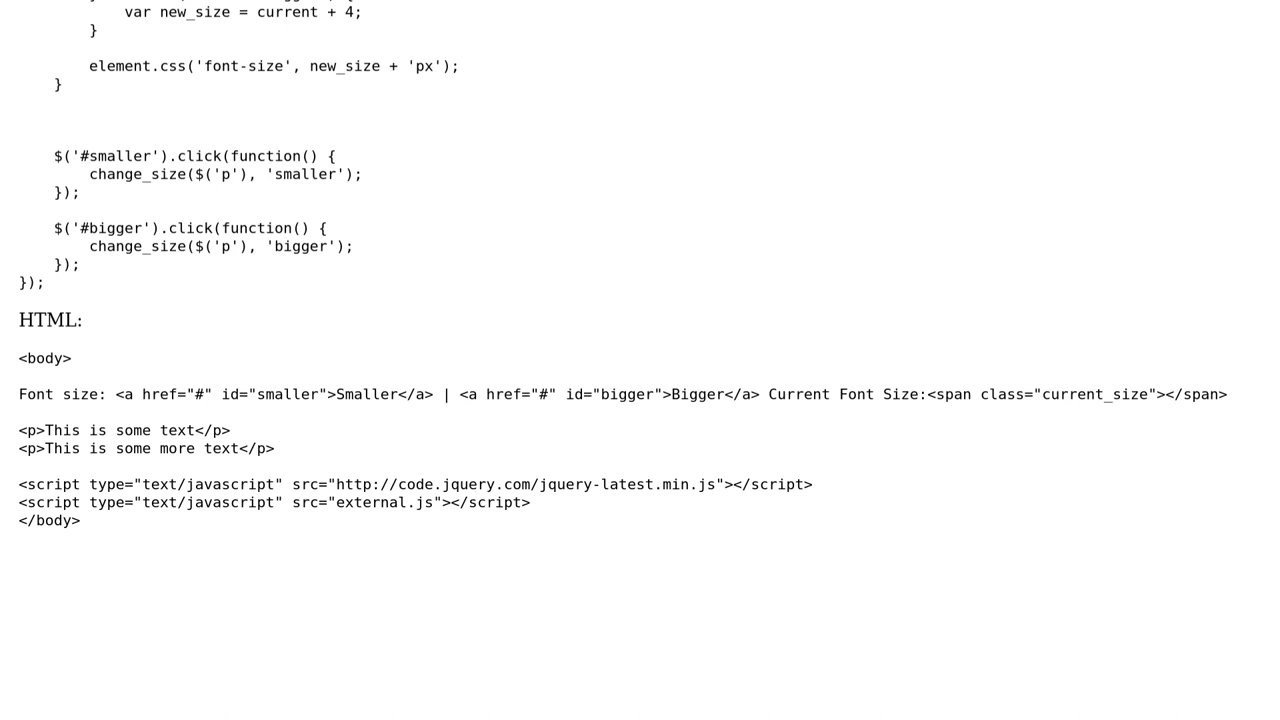 var new_size = current + 4;
}
element.css('font-size', new_size + 'px');
}
$('#smaller').click(function() {
change_size($('p'), 'smaller');
});
$('#bigger').click(function() {
change_size($('p'), 'bigger');
});
});
HTML:
<body>
Font size: <a href="#" id="smaller">Smaller</a> | <a href="#" id="bigger">Bigger</a> Current Font Size:<span class="current_size"></span>
<p>This is some text</p>
<p>This is some more text</p>
<script type="text/javascript" src="http://code.jquery.com/jquery-latest.min.js"></script>
<script type="text/javascript" src="external.js"></script>
</body>